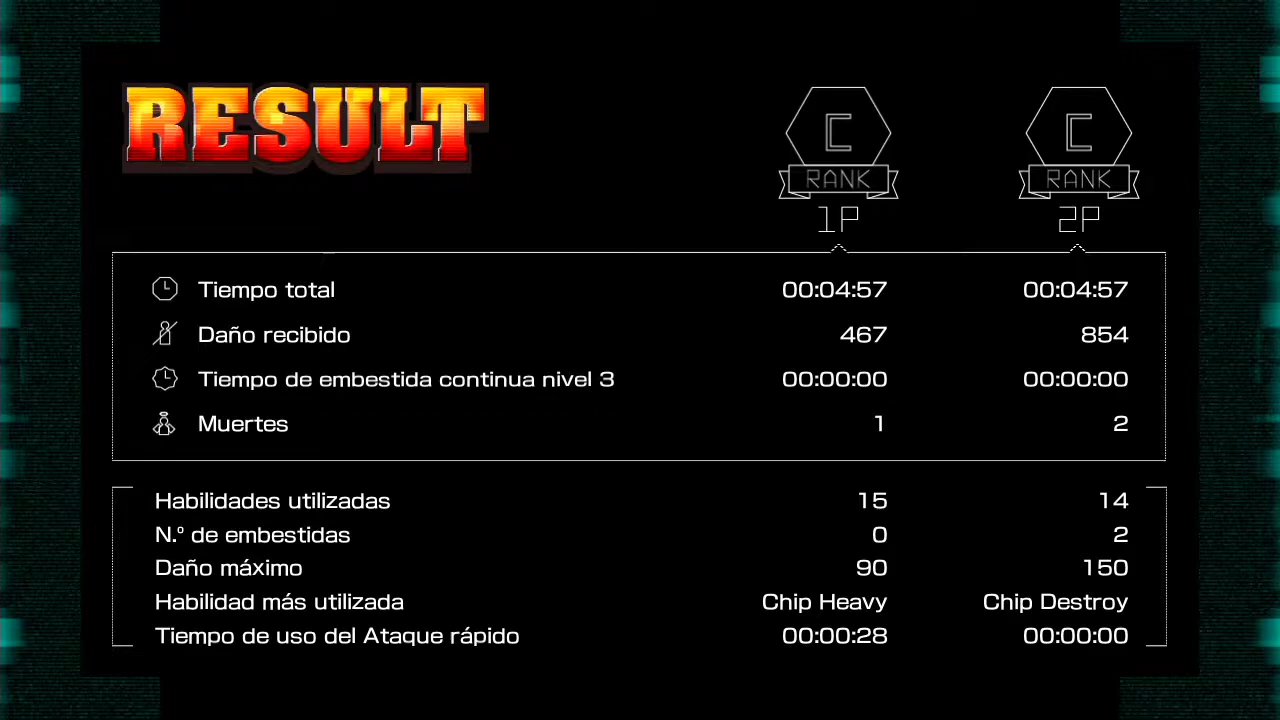 RESULT
C C
RANK RANK
1P 2P
Tiempo total 00:04:57 00:04:57
Daño recibido 467 854
Tiempo de embestida continua nivel 3 00:00:00 00:00:00
Muertes 1 2
Habilidades utilizadas 15 14
N.º de embestidas 0 2
Daño máximo 90 150
Habilidad más utilizada Chip Heavy Chip Destroy
Tiempo de uso del Ataque rápido 00:00:28 00:00:00